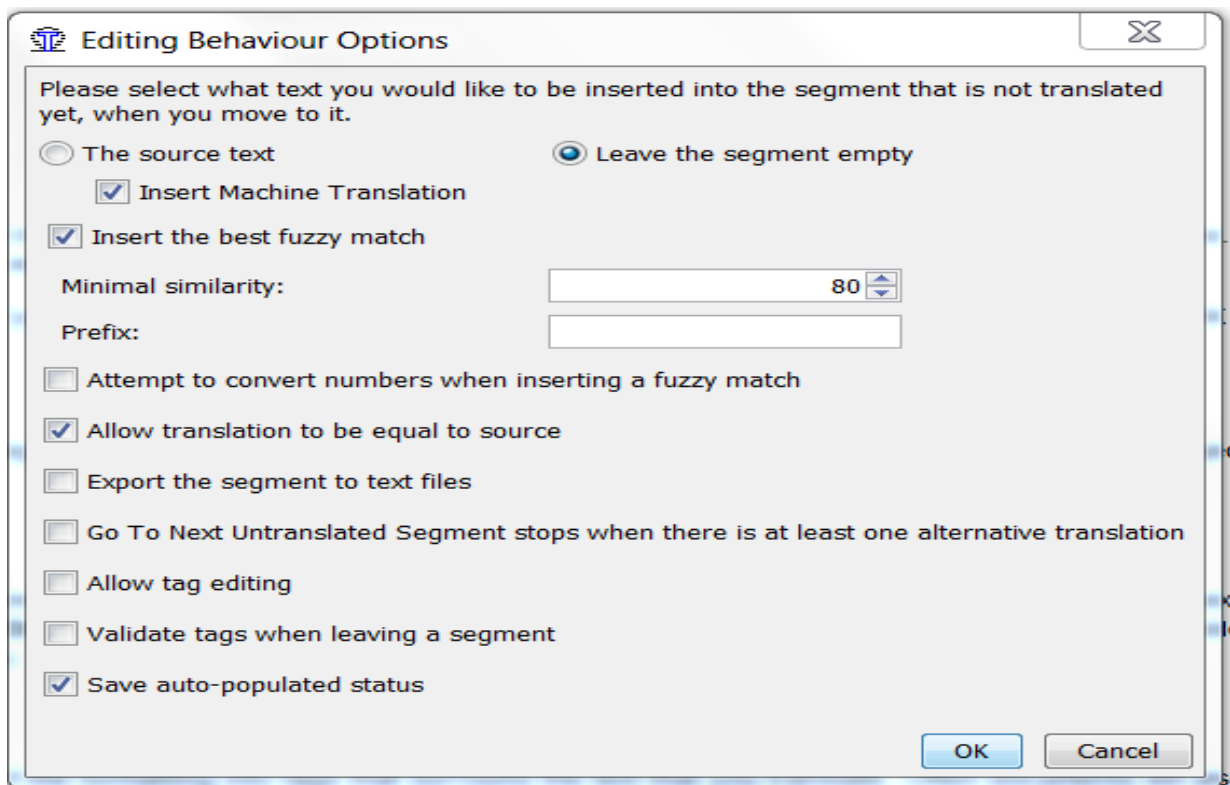 Editing Behaviour Options
Please select what text you would like to be inserted into the segment that is not translated
yet, when you move to it.
The source text
Leave the segment empty
Insert Machine Translation
Insert the best fuzzy match
Minimal similarity:
80
Prefix:
Attempt to convert numbers when inserting a fuzzy match
Allow translation to be equal to source
Export the segment to text files
Go To Next Untranslated Segment stops when there is at least one alternative translation
Allow tag editing
Validate tags when leaving a segment
Save auto-populated status
OK
Cancel